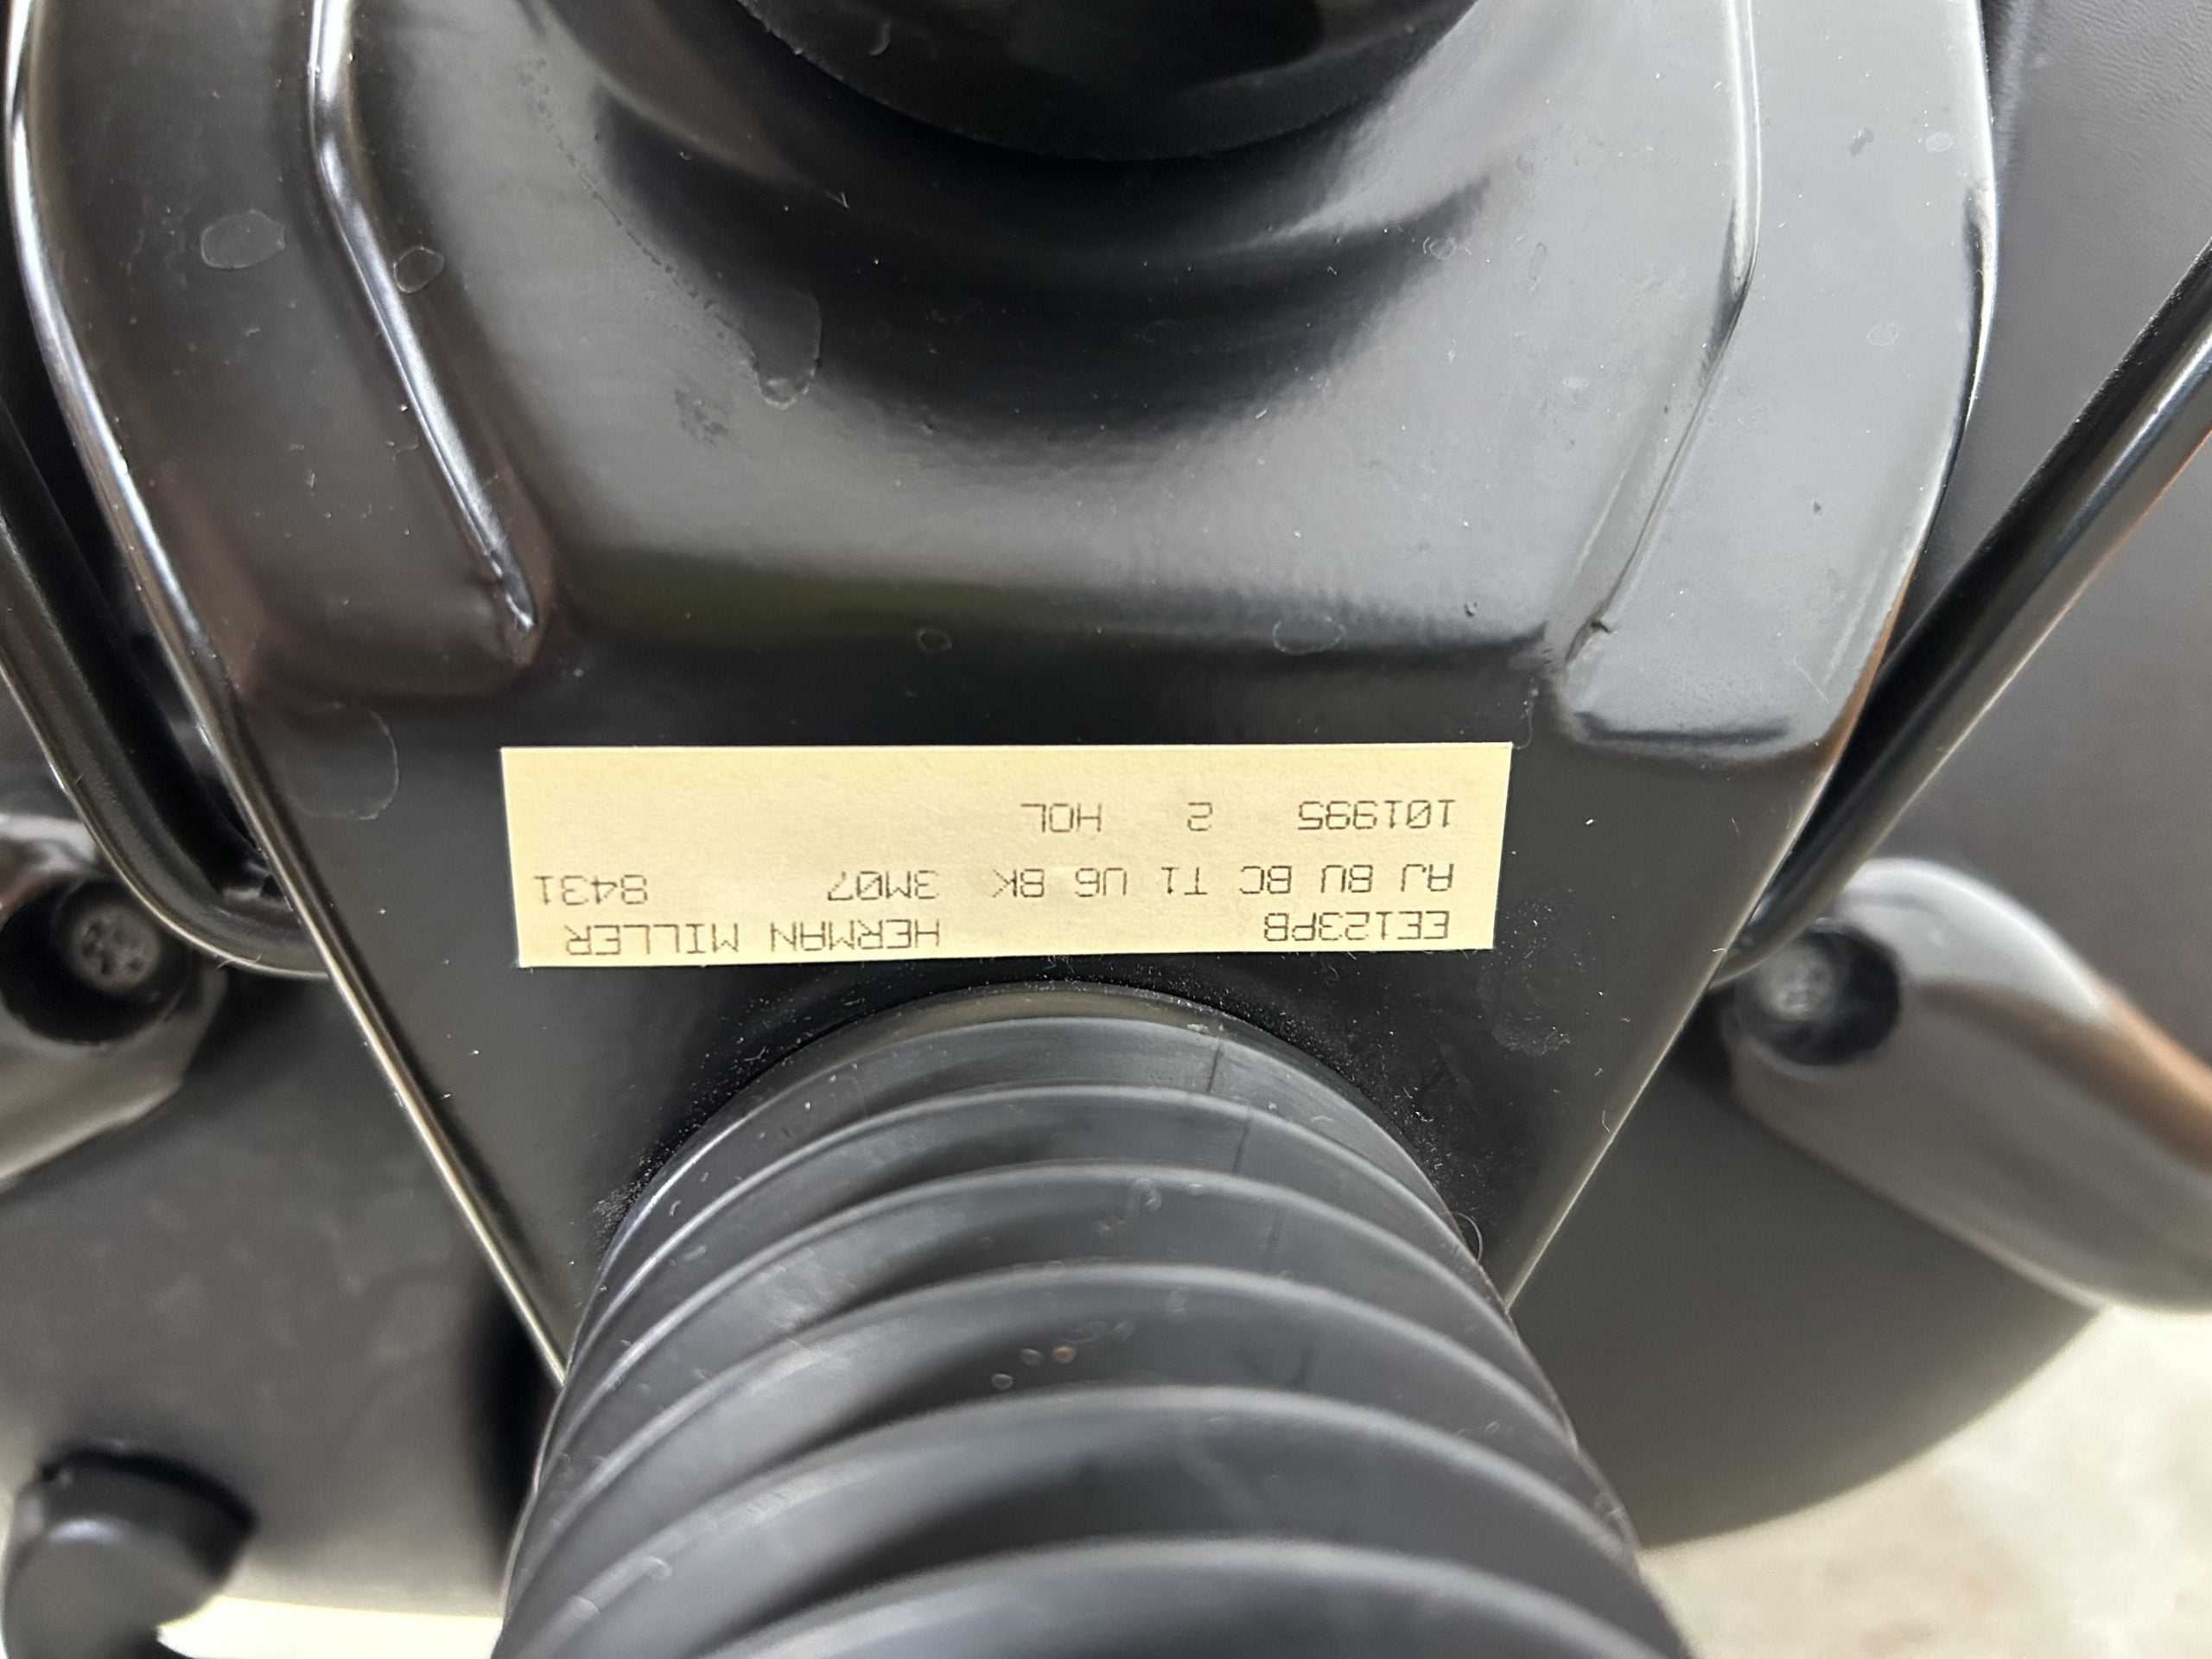 EE123PB HERMAN MILLER
AJ BU BC T1 U6 BK 3M07 8431
101995 2 HOL